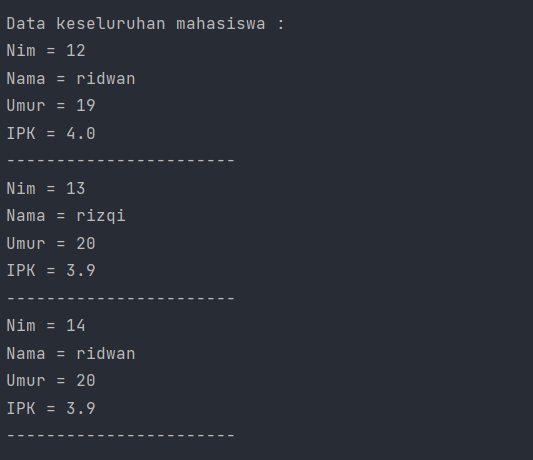 Data keseluruhan mahasiswa :
Nim = 12
Nama = ridwan
Umur = 19
IPK = 4.0
-----------------------
Nim = 13
Nama = rizqi
Umur = 20
IPK = 3.9
-----------------------
Nim = 14
Nama = ridwan
Umur = 20
IPK = 3.9
-----------------------